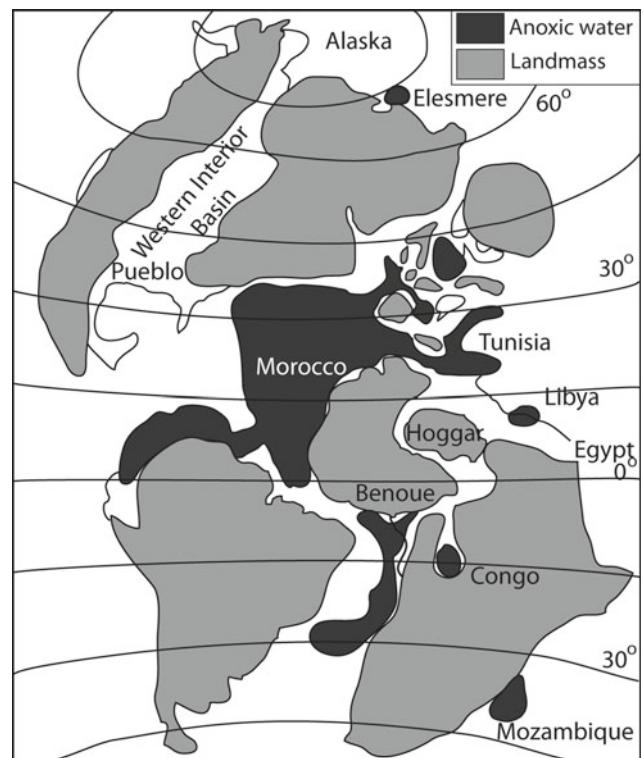 Alaska
Anoxic water
Landmass
Elesmere
60°
Western Interior
Basin
Pueblo
30°
Tunisia
Morocco
Libya
Hoggar
Egypt
0°
Benoue
Congo
30°
Mozambique